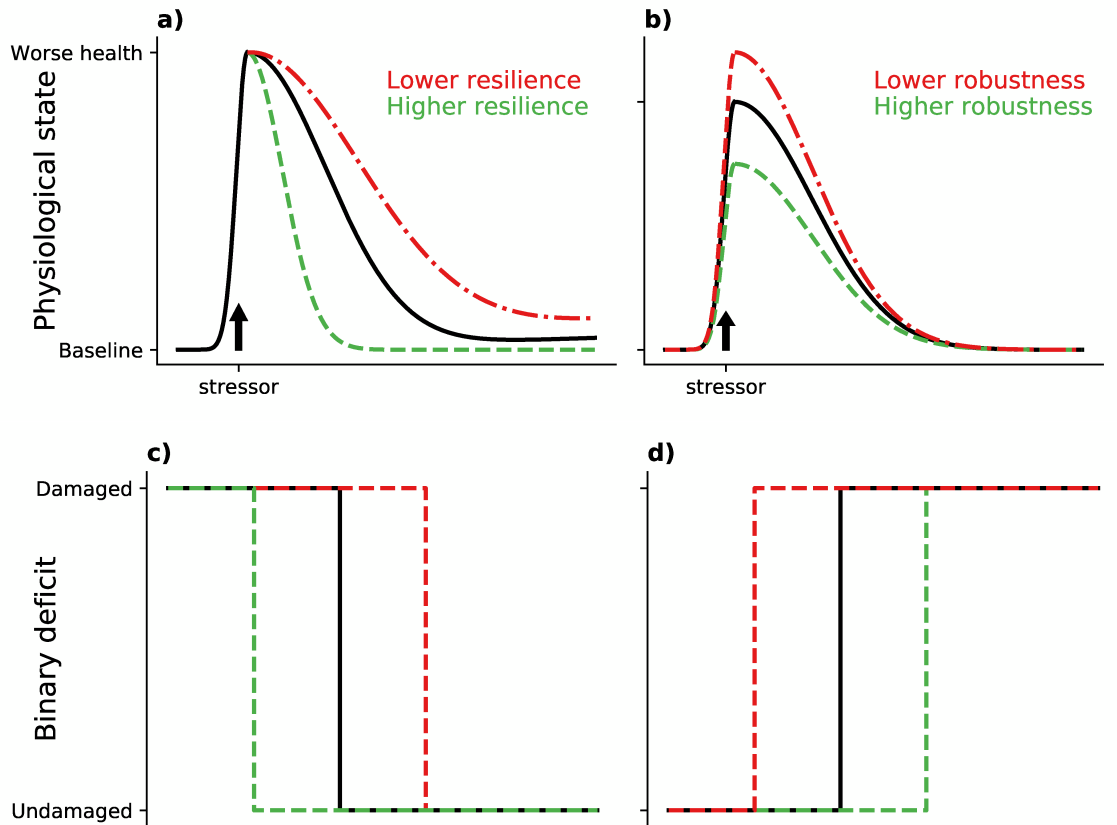 a)
Worse health
Physiological state
Baseline
Lower resilience
Higher resilience
stressor
b)
Lower robustness
Higher robustness
stressor
c)
Damaged
Binary deficit
Undamaged
d)